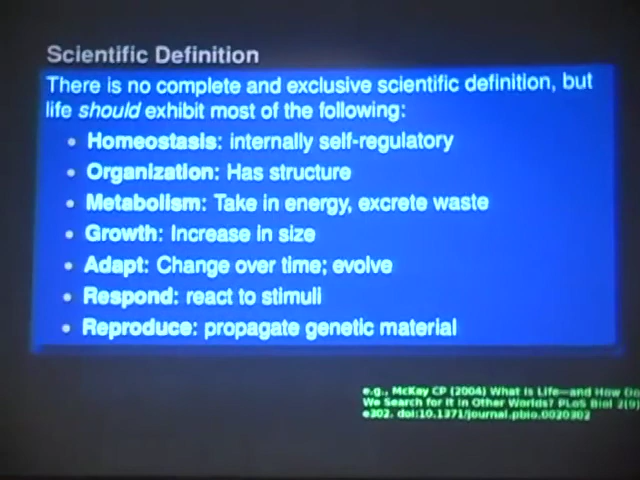 Scientific Definition
There is no complete and exclusive scientific definition, but
life should exhibit most of the following:
• Homeostasis: internally self-regulatory
• Organization: Has structure
• Metabolism: Take in energy, excrete waste
• Growth: Increase in size
• Adapt: Change over time; evolve
• Respond: react to stimuli
• Reproduce: propagate genetic material
e.g., McKay CP (2004) What Is Life—and How Do
We Search for It in Other Worlds? PLoS Biol 2(9)
e302. doi:10.1371/journal.pbio.0020302